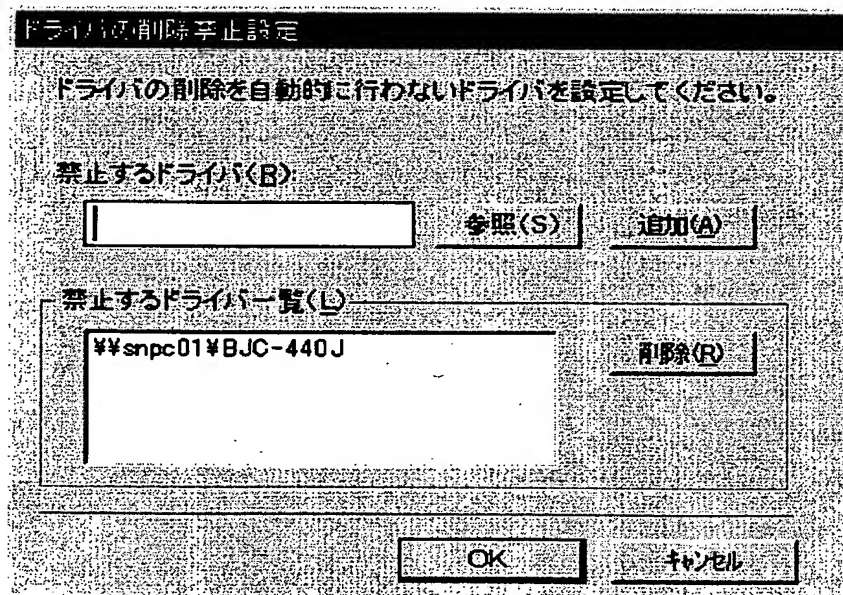 ドライバの削除禁止設定
ドライバの削除を自動的に行わないドライバを設定してください。
禁止するドライバ(B):
参照(S)
追加(A)
禁止するドライバ一覧(L)
¥¥snpc01¥BJC-440J
削除(R)
OK
キャンセル